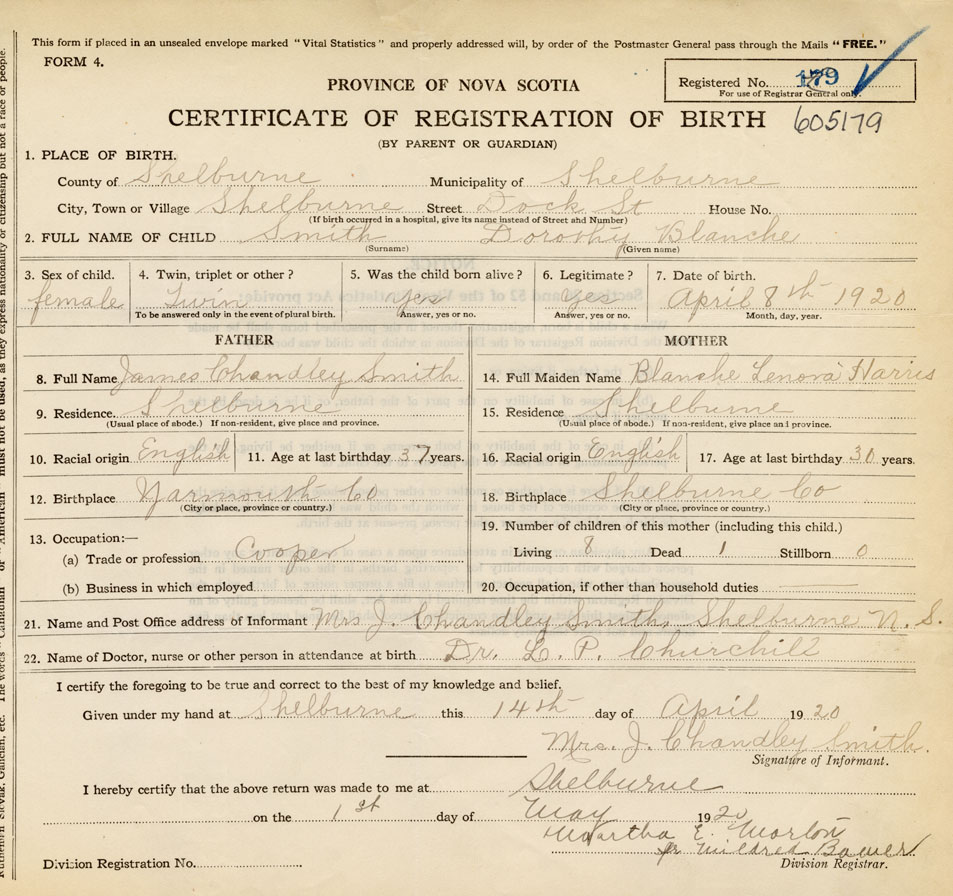 This form if placed in an unsealed envelope marked "Vital Statistics" and properly addressed will, by order of the Postmaster General pass through the Mails "FREE."
FORM 4.
Registered No. 179
For use of Registrar General only.
PROVINCE OF NOVA SCOTIA
CERTIFICATE OF REGISTRATION OF BIRTH 605179
(BY PARENT OR GUARDIAN)
1. PLACE OF BIRTH.
County of Shelburne Municipality of Shelburne
City, Town or Village Shelburne Street Dock St House No.
(If birth occurred in a hospital, give its name instead of Street and Number)
2. FULL NAME OF CHILD Smith Dorothy Blanche
(Surname) (Given name)
3. Sex of child. 4. Twin, triplet or other? 5. Was the child born alive? 6. Legitimate? 7. Date of birth.
female Twin Yes Yes April 8th 1920
To be answered only in the event of plural birth. Answer, yes or no. Answer, yes or no. Month, day, year.
FATHER
8. Full Name James Chandley Smith
9. Residence. Shelburne
(Usual place of abode.) If non-resident, give place and province.
10. Racial origin English 11. Age at last birthday 37 years.
12. Birthplace Yarmouth Co
(City or place, province or country.)
13. Occupation:—
(a) Trade or profession Cooper
(b) Business in which employed
MOTHER
14. Full Maiden Name Blanche Lenora Harris
15. Residence Shelburne
(Usual place of abode.) If non-resident, give place and province.
16. Racial origin English 17. Age at last birthday 30 years.
18. Birthplace Shelburne Co
(City or place, province or country.)
19. Number of children of this mother (including this child.)
Living 8 Dead 1 Stillborn 0
20. Occupation, if other than household duties
21. Name and Post Office address of Informant Mrs J. Chandley Smith, Shelburne N. S.
22. Name of Doctor, nurse or other person in attendance at birth Dr. L. P. Churchill
I certify the foregoing to be true and correct to the best of my knowledge and belief.
Given under my hand at Shelburne this 14th day of April 1920
Mrs. J. Chandley Smith.
Signature of Informant.
I hereby certify that the above return was made to me at Shelburne
on the 1st day of May 1920
Martha E. Morton
pr Mildred Bower
Division Registration No. Division Registrar.
must not be used, as they express nationality or citizenship but not a race or people.